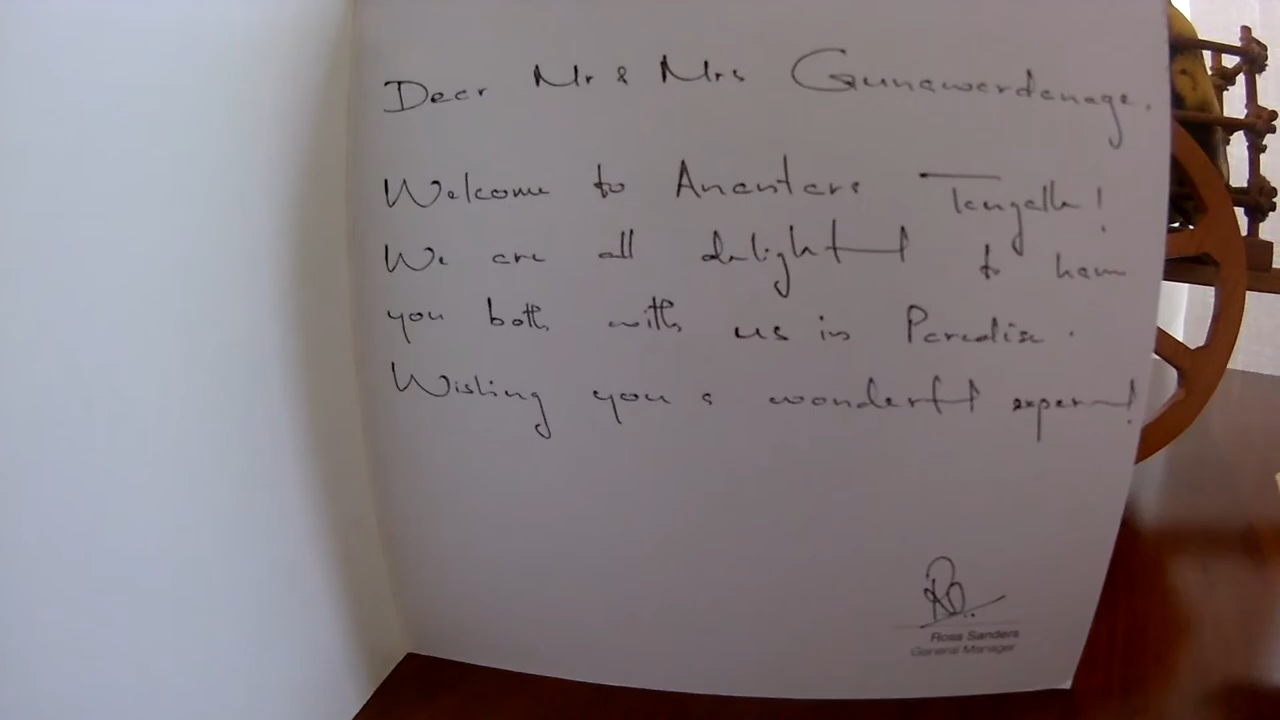 Dear Mr & Mrs Gunawardanage,
Welcome to Anantara Tangalle!
We are all delighted to have
you both with us in Paradise.
Wishing you a wonderful experience!
Ross Sanders
General Manager